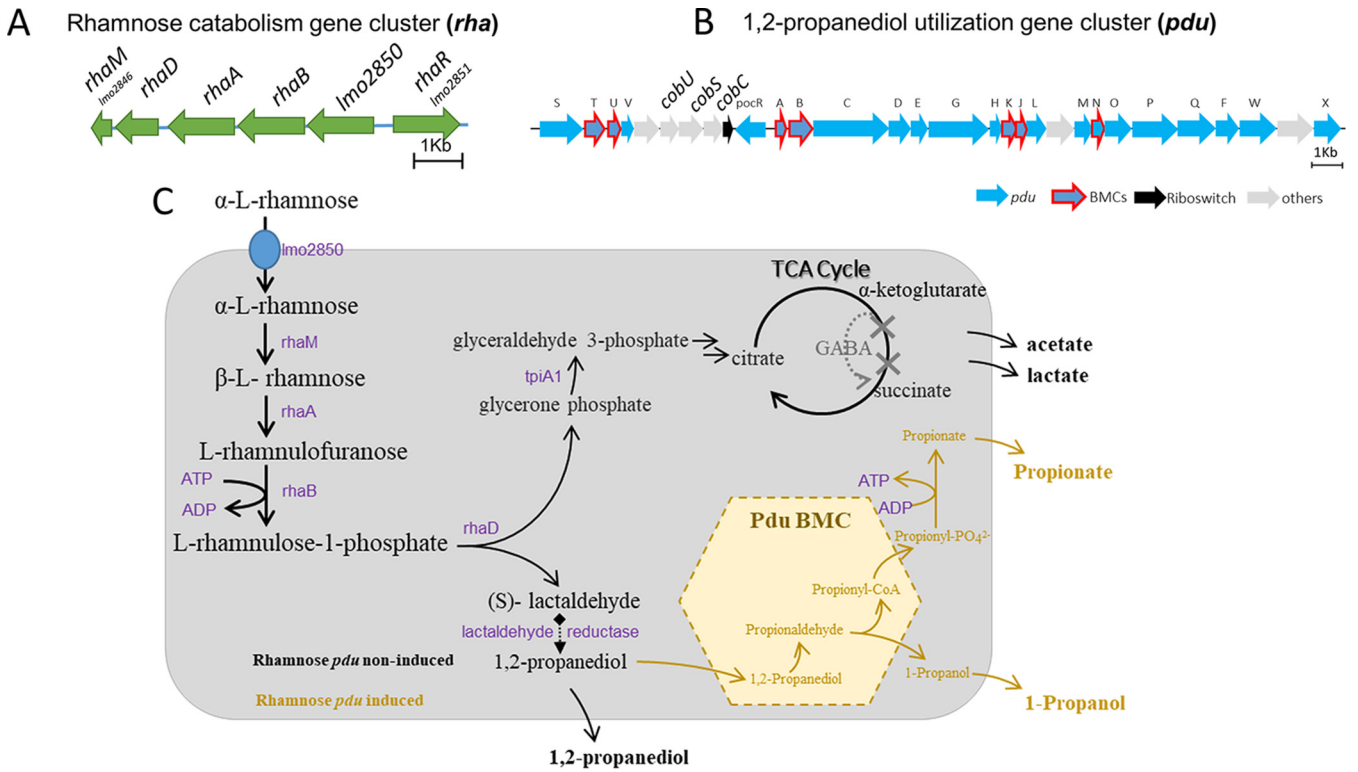 A
Rhamnose catabolism gene cluster (rha)
rhaM
lmo2846
rhaD
rhaA
rhaB
lmo2850
rhaR
lmo2851
1Kb
B
1,2-propanediol utilization gene cluster (pdu)
S
T
U
V
cobU
cobS
cobC
pocR
A
B
C
D
E
G
H
K
J
L
M
N
O
P
Q
F
W
X
1Kb
pdu
BMCs
Riboswitch
others
C
α-L-rhamnose
lmo2850
α-L-rhamnose
rhaM
β-L- rhamnose
rhaA
L-rhamnulofuranose
ATP
rhaB
ADP
L-rhamnulose-1-phosphate
rhaD
glyceraldehyde 3-phosphate
tpiA1
glycerone phosphate
TCA Cycle
α-ketoglutarate
GABA
citrate
succinate
acetate
lactate
(S)- lactaldehyde
lactaldehyde reductase
1,2-propanediol
1,2-propanediol
Rhamnose pdu non-induced
Rhamnose pdu induced
Pdu BMC
1,2-Propanediol
Propionaldehyde
Propionyl-CoA
Propionyl-PO₄²⁻
ATP
ADP
Propionate
Propionate
1-Propanol
1-Propanol